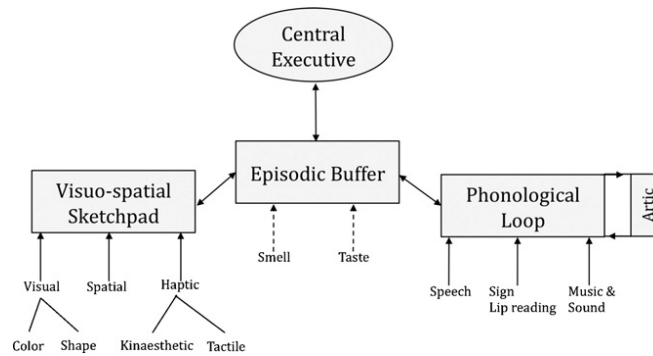 Central
Executive
Episodic Buffer
Visuo-spatial
Sketchpad
Phonological
Loop
Artic
Smell
Taste
Visual
Spatial
Haptic
Speech
Sign
Lip reading
Music &
Sound
Color
Shape
Kinaesthetic
Tactile